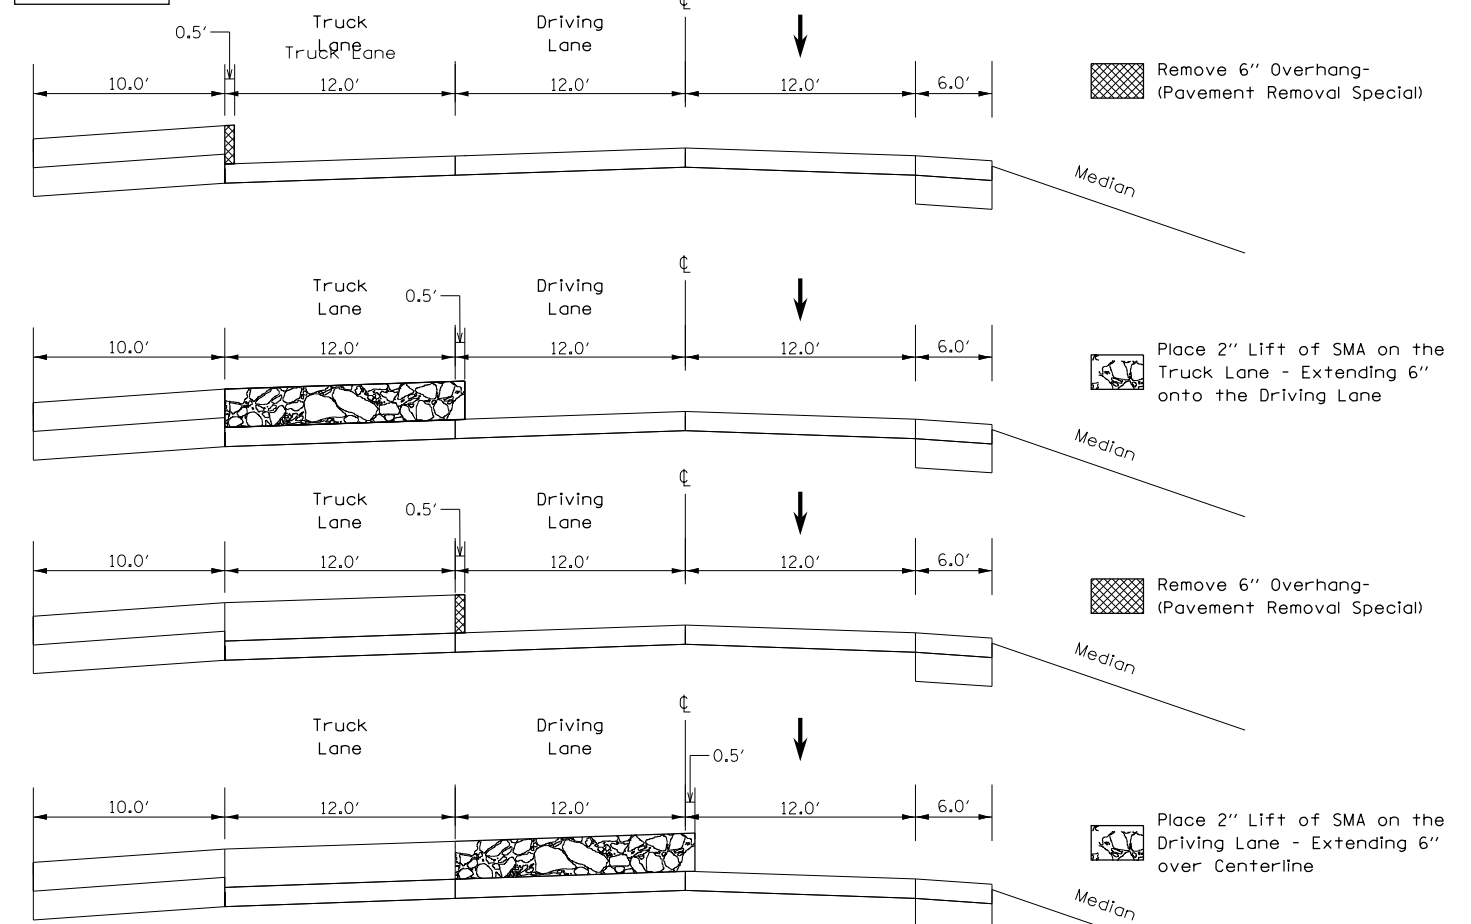 ℄
Truck
Lane
Truck Lane
Driving
Lane
0.5'
10.0'
12.0'
12.0'
12.0'
6.0'
Remove 6" Overhang-
(Pavement Removal Special)
Median
℄
Truck
Lane
0.5'
Driving
Lane
10.0'
12.0'
12.0'
12.0'
6.0'
Place 2" Lift of SMA on the
Truck Lane - Extending 6"
onto the Driving Lane
Median
℄
Truck
Lane
0.5'
Driving
Lane
10.0'
12.0'
12.0'
12.0'
6.0'
Remove 6" Overhang-
(Pavement Removal Special)
Median
℄
Truck
Lane
Driving
Lane
0.5'
10.0'
12.0'
12.0'
12.0'
6.0'
Place 2" Lift of SMA on the
Driving Lane - Extending 6"
over Centerline
Median